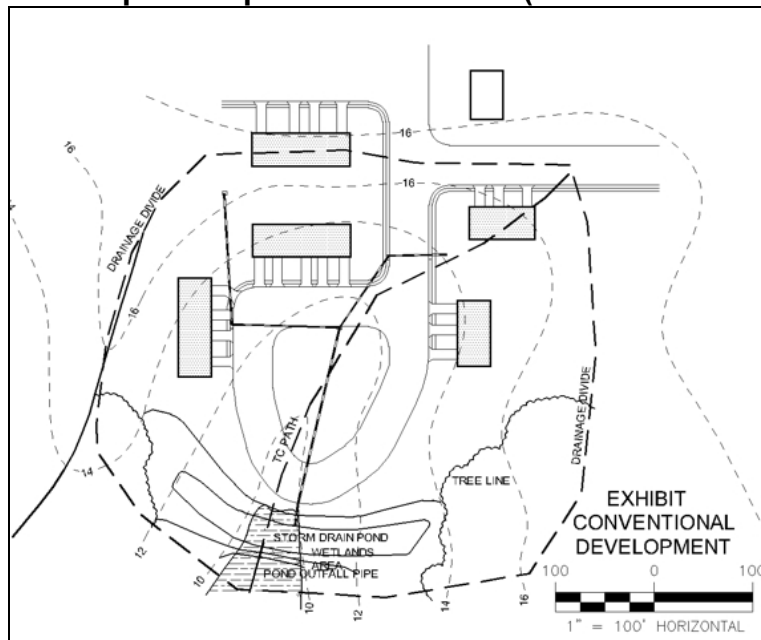 16
16
16
DRAINAGE DIVIDE
16
TC PATH
DRAINAGE DIVIDE
14
TREE LINE
EXHIBIT
CONVENTIONAL
DEVELOPMENT
STORM DRAIN POND
WETLANDS
AREA
POND OUTFALL PIPE
12
10
10
12
14
16
100 0 100
1" = 100' HORIZONTAL